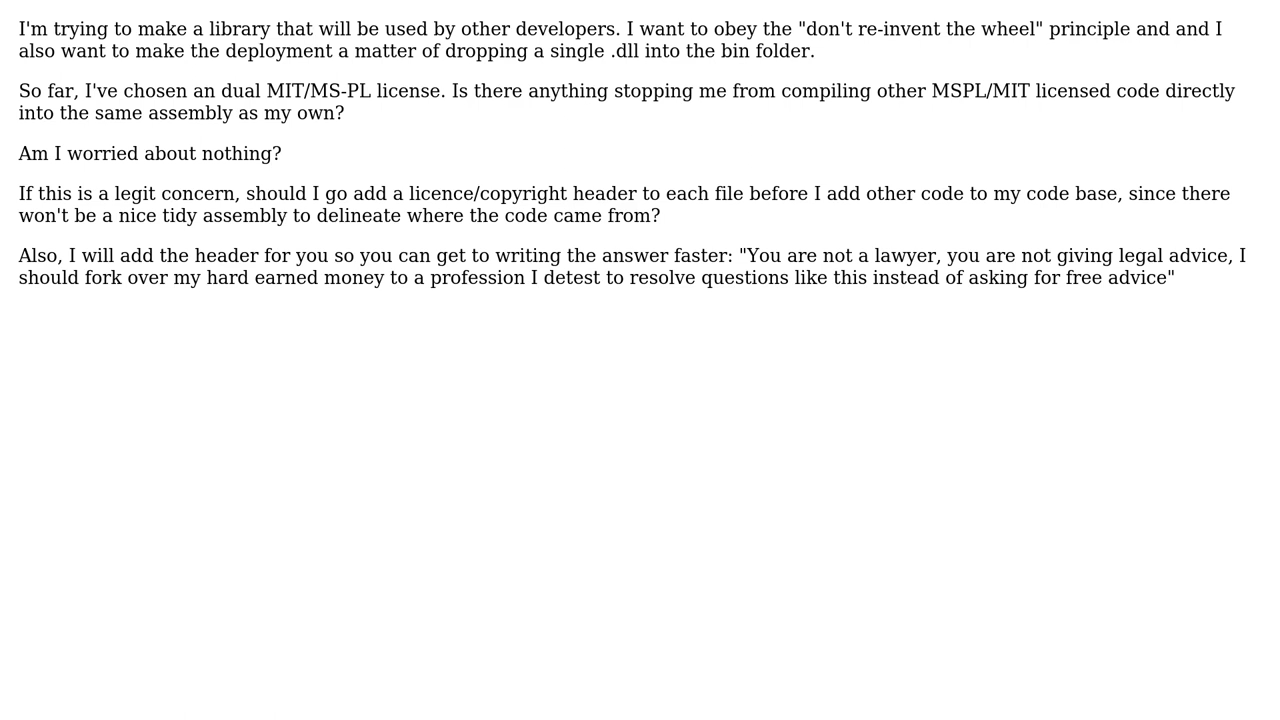 I'm trying to make a library that will be used by other developers. I want to obey the "don't re-invent the wheel" principle and and I
also want to make the deployment a matter of dropping a single .dll into the bin folder.
So far, I've chosen an dual MIT/MS-PL license. Is there anything stopping me from compiling other MSPL/MIT licensed code directly
into the same assembly as my own?
Am I worried about nothing?
If this is a legit concern, should I go add a licence/copyright header to each file before I add other code to my code base, since there
won't be a nice tidy assembly to delineate where the code came from?
Also, I will add the header for you so you can get to writing the answer faster: "You are not a lawyer, you are not giving legal advice, I
should fork over my hard earned money to a profession I detest to resolve questions like this instead of asking for free advice"